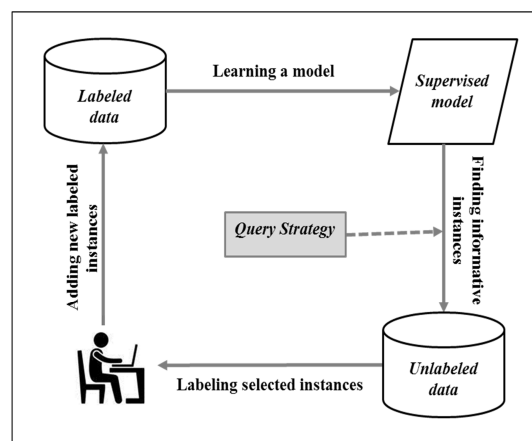 Learning a model
Labeled
data
Supervised
model
Adding new labeled
instances
Finding informative
instances
Query Strategy
Labeling selected instances
Unlabeled
data